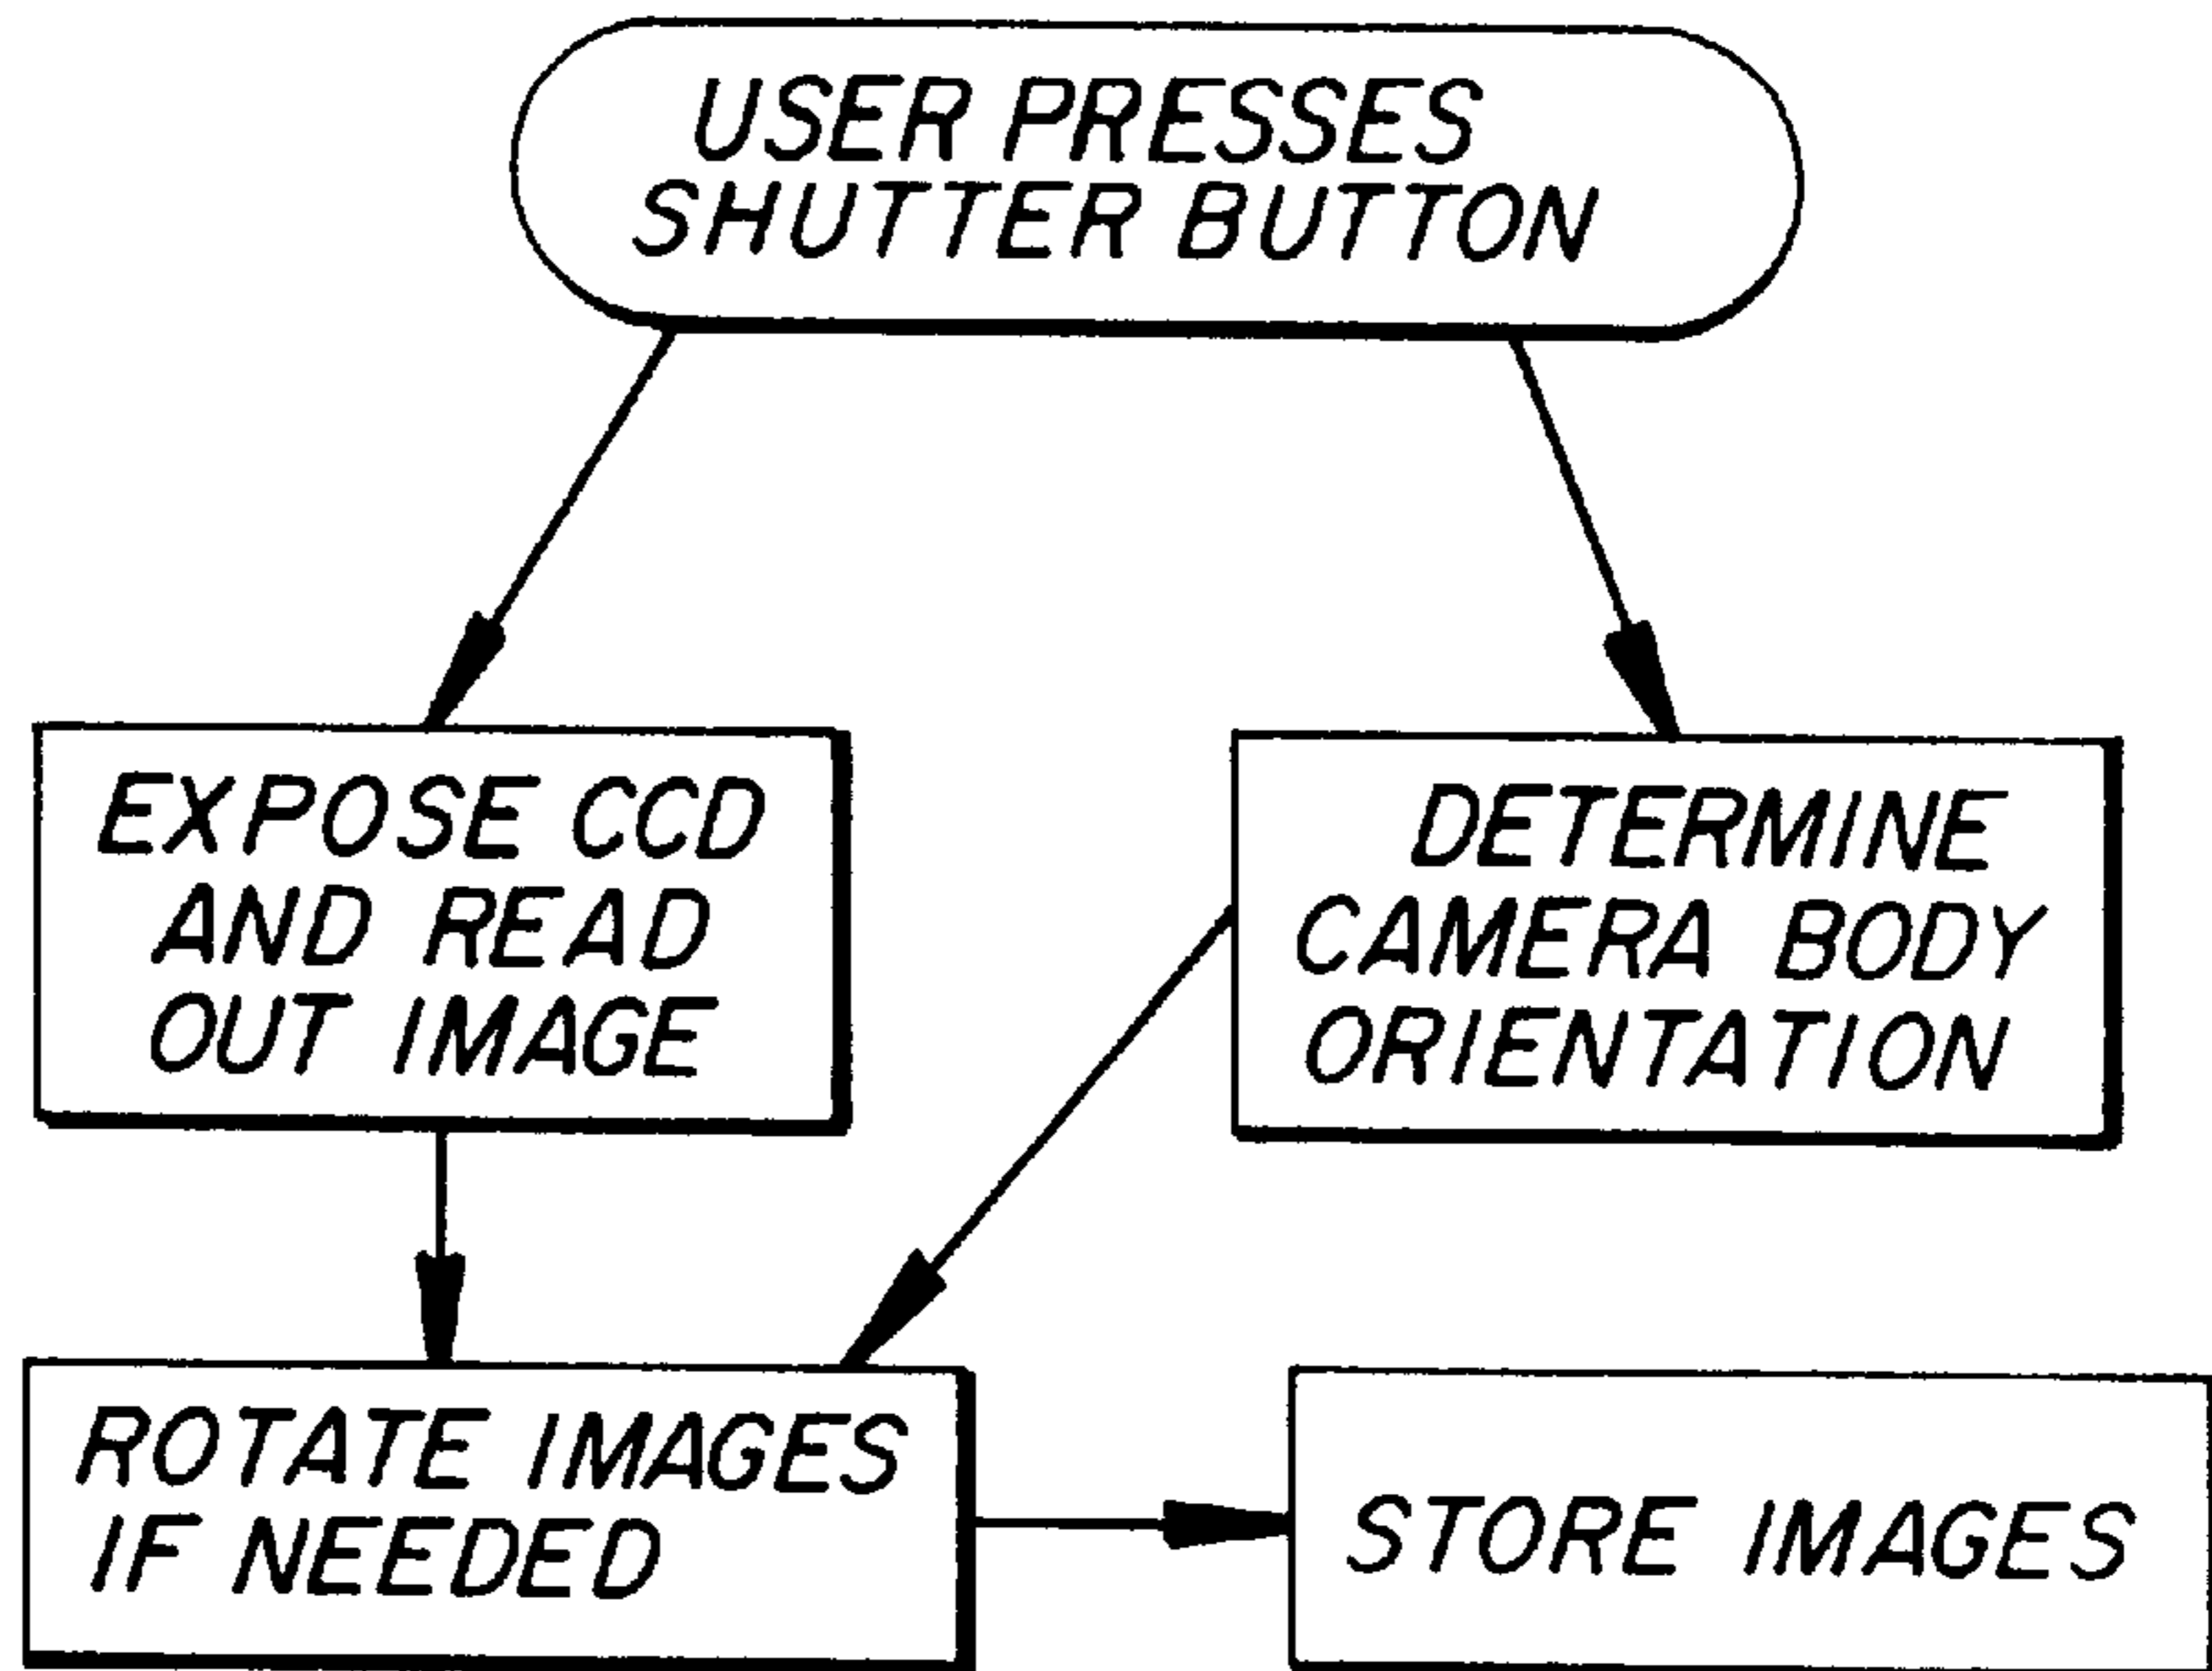 USER PRESSES
SHUTTER BUTTON
EXPOSE CCD
AND READ
OUT IMAGE
DETERMINE
CAMERA BODY
ORIENTATION
ROTATE IMAGES
IF NEEDED
STORE IMAGES